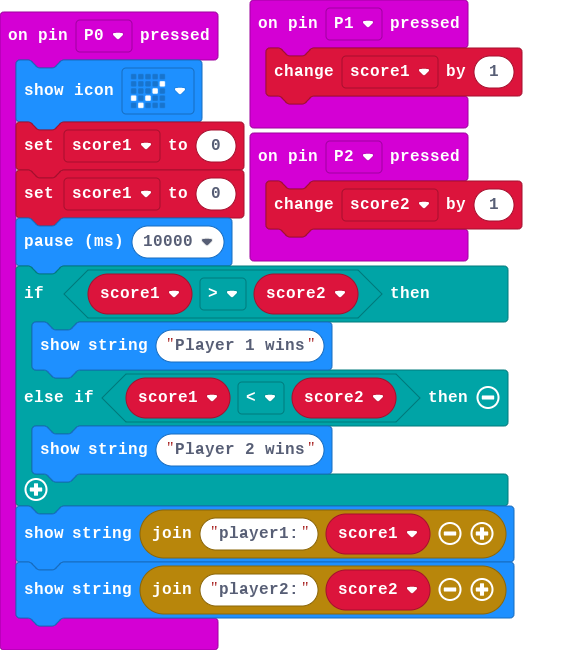 on pin P0 pressed
show icon
set score1 to 0
set score1 to 0
pause (ms) 10000
if score1 > score2 then
show string "Player 1 wins"
else if score1 < score2 then
show string "Player 2 wins"
show string join "player1:" score1
show string join "player2:" score2
on pin P1 pressed
change score1 by 1
on pin P2 pressed
change score2 by 1